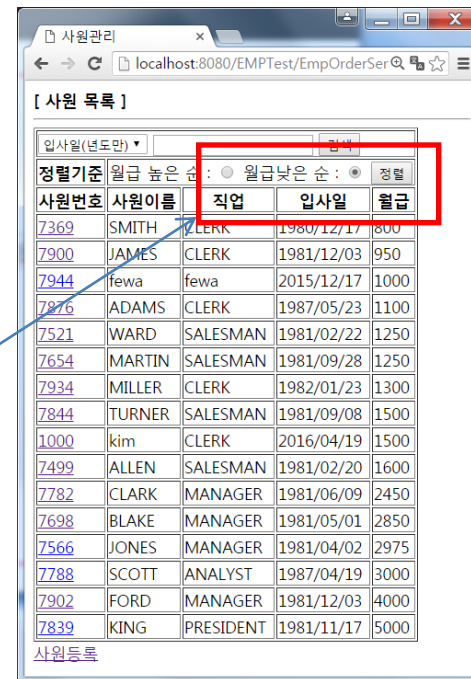 사원관리
localhost:8080/EMPTest/EmpOrderSer
[ 사원 목록 ]
입사일(년도만) 검색
정렬기준 월급 높은 순 : 월급낮은 순 : 정렬
사원번호 사원이름 직업 입사일 월급
7369 SMITH CLERK 1980/12/17 800
7900 JAMES CLERK 1981/12/03 950
7944 fewa fewa 2015/12/17 1000
7876 ADAMS CLERK 1987/05/23 1100
7521 WARD SALESMAN 1981/02/22 1250
7654 MARTIN SALESMAN 1981/09/28 1250
7934 MILLER CLERK 1982/01/23 1300
7844 TURNER SALESMAN 1981/09/08 1500
1000 kim CLERK 2016/04/19 1500
7499 ALLEN SALESMAN 1981/02/20 1600
7782 CLARK MANAGER 1981/06/09 2450
7698 BLAKE MANAGER 1981/05/01 2850
7566 JONES MANAGER 1981/04/02 2975
7788 SCOTT ANALYST 1987/04/19 3000
7902 FORD MANAGER 1981/12/03 4000
7839 KING PRESIDENT 1981/11/17 5000
사원등록